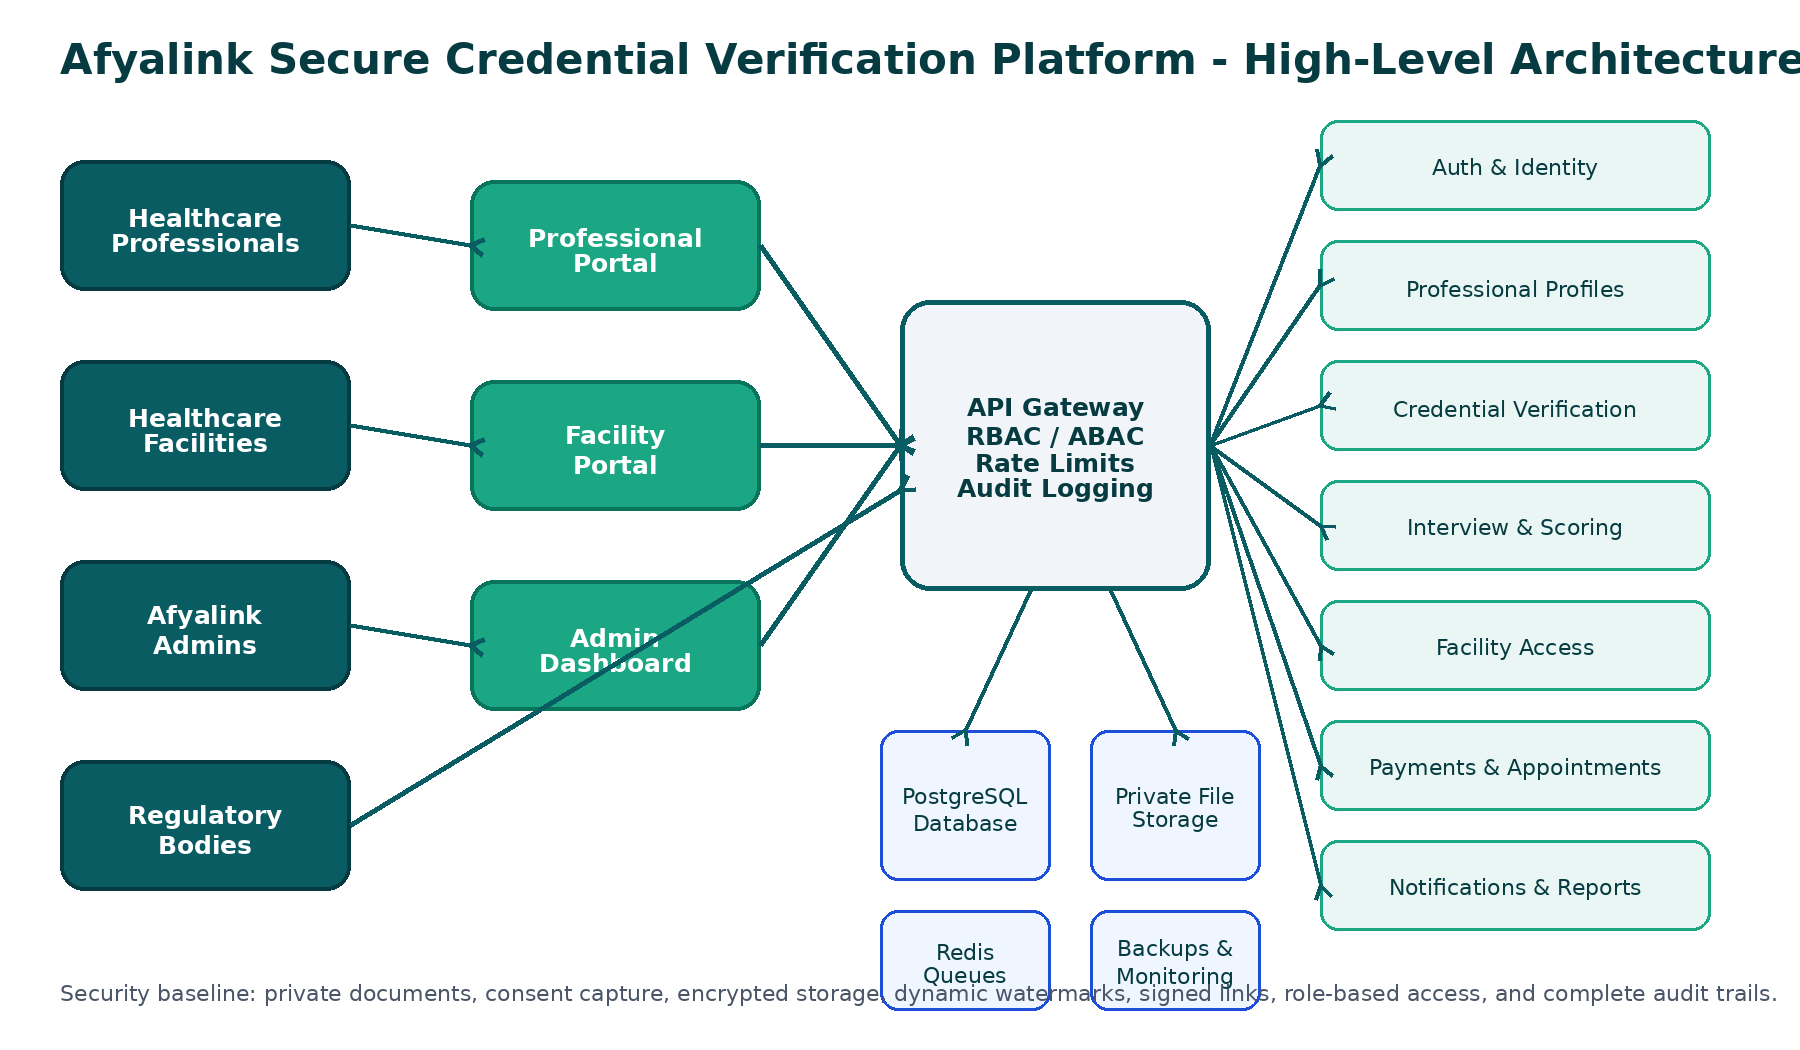 Afyalink Secure Credential Verification Platform - High-Level Architecture
Healthcare
Professionals
Healthcare
Facilities
Afyalink
Admins
Regulatory
Bodies
Professional
Portal
Facility
Portal
Admin
Dashboard
API Gateway
RBAC / ABAC
Rate Limits
Audit Logging
PostgreSQL
Database
Private File
Storage
Redis
Queues
Backups &
Monitoring
Auth & Identity
Professional Profiles
Credential Verification
Interview & Scoring
Facility Access
Payments & Appointments
Notifications & Reports
Security baseline: private documents, consent capture, encrypted storage, dynamic watermarks, signed links, role-based access, and complete audit trails.